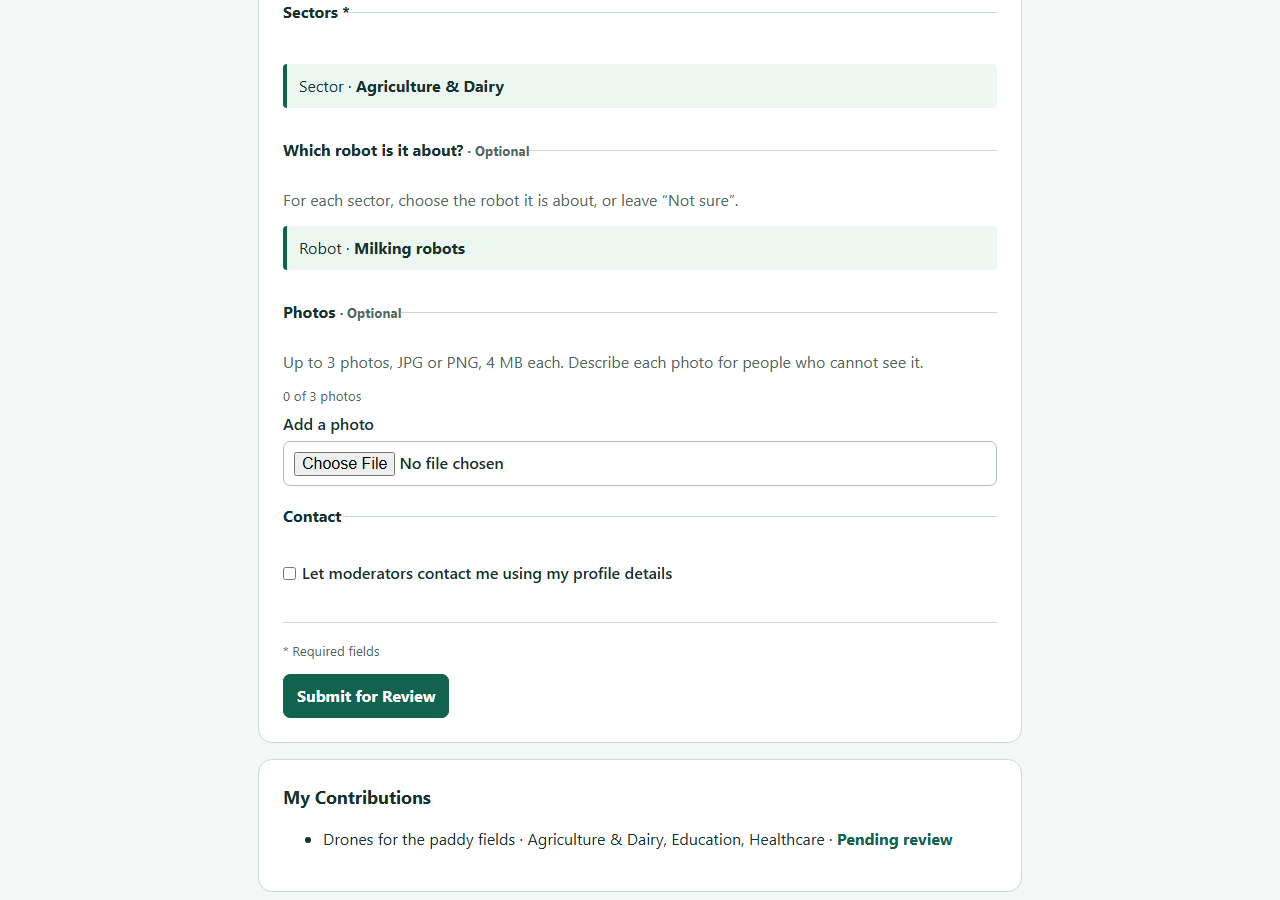 Sectors *
Sector · Agriculture & Dairy
Which robot is it about? · Optional
For each sector, choose the robot it is about, or leave “Not sure”.
Robot · Milking robots
Photos · Optional
Up to 3 photos, JPG or PNG, 4 MB each. Describe each photo for people who cannot see it.
0 of 3 photos
Add a photo
Choose File No file chosen
Contact
Let moderators contact me using my profile details
* Required fields
Submit for Review
My Contributions
• Drones for the paddy fields · Agriculture & Dairy, Education, Healthcare · Pending review